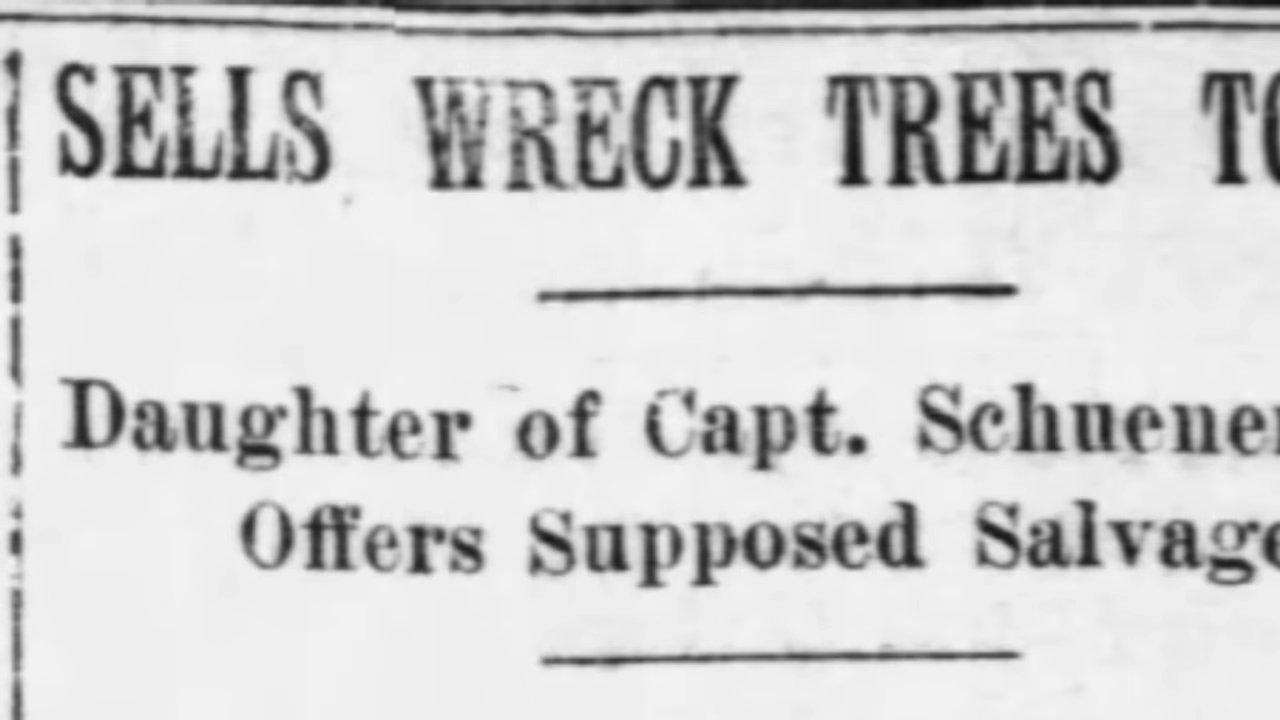 SELLS WRECK TREES TO
Daughter of Capt. Schuene
Offers Supposed Salvage